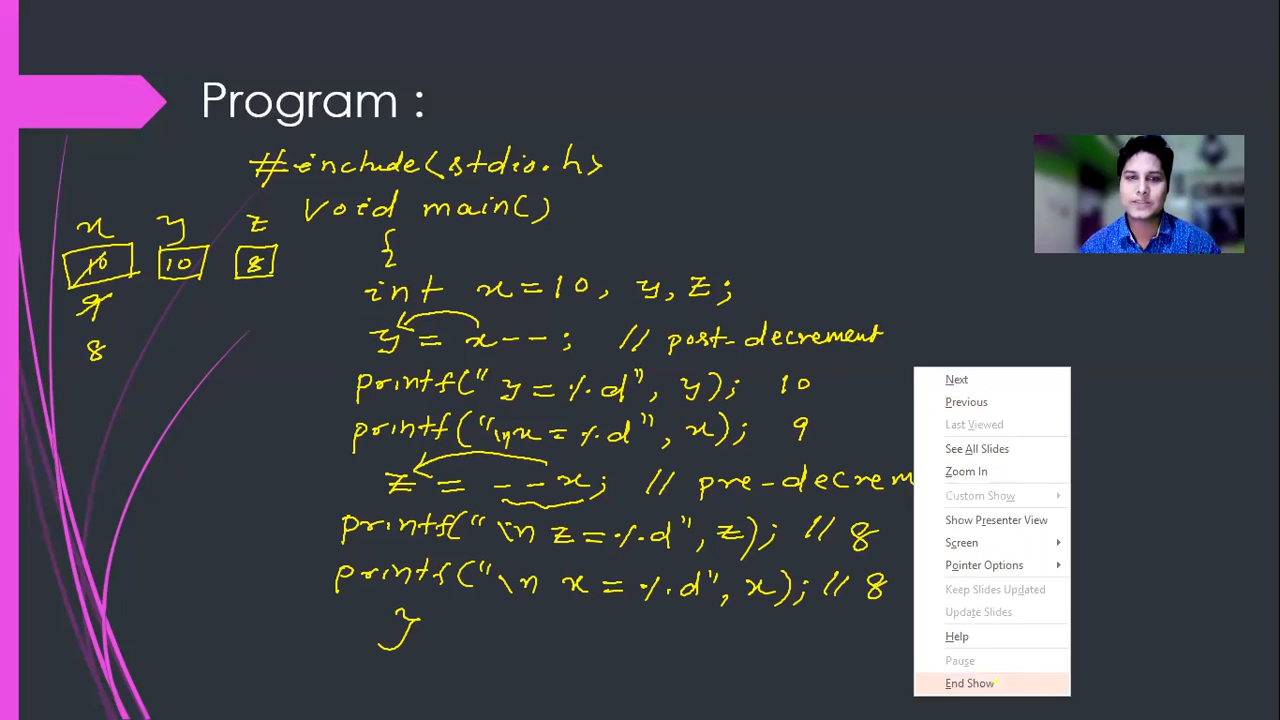 Program :
#include<stdio.h>
void main()
x y z
{
10 10 8
int x=10, y,z;
9
y = x--; // post-decrement
8
printf(" y=%d", y); 10
printf("\nx=%d", x); 9
z = --x; // pre-decrem
printf("\n z=%d", z); // 8
printf("\n x=%d", x); // 8
}
Next
Previous
Last Viewed
See All Slides
Zoom In
Custom Show
Show Presenter View
Screen
Pointer Options
Keep Slides Updated
Update Slides
Help
Pause
End Show